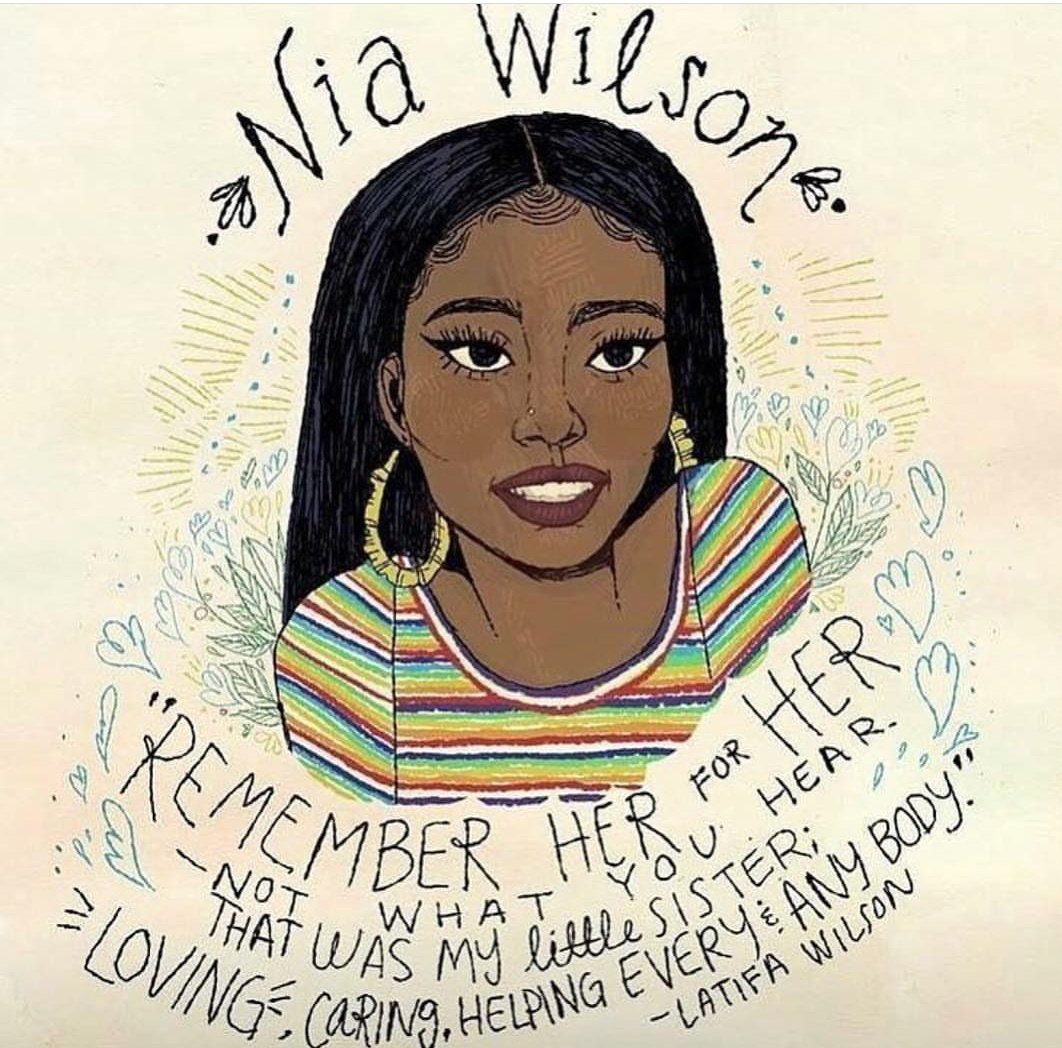 Nia Wilson
"REMEMBER HER FOR HER
- NOT WHAT YOU HEAR.
THAT WAS MY little SISTER;
LOVING, CARING, HELPING EVERY & ANY BODY."
-LATIFA WILSON